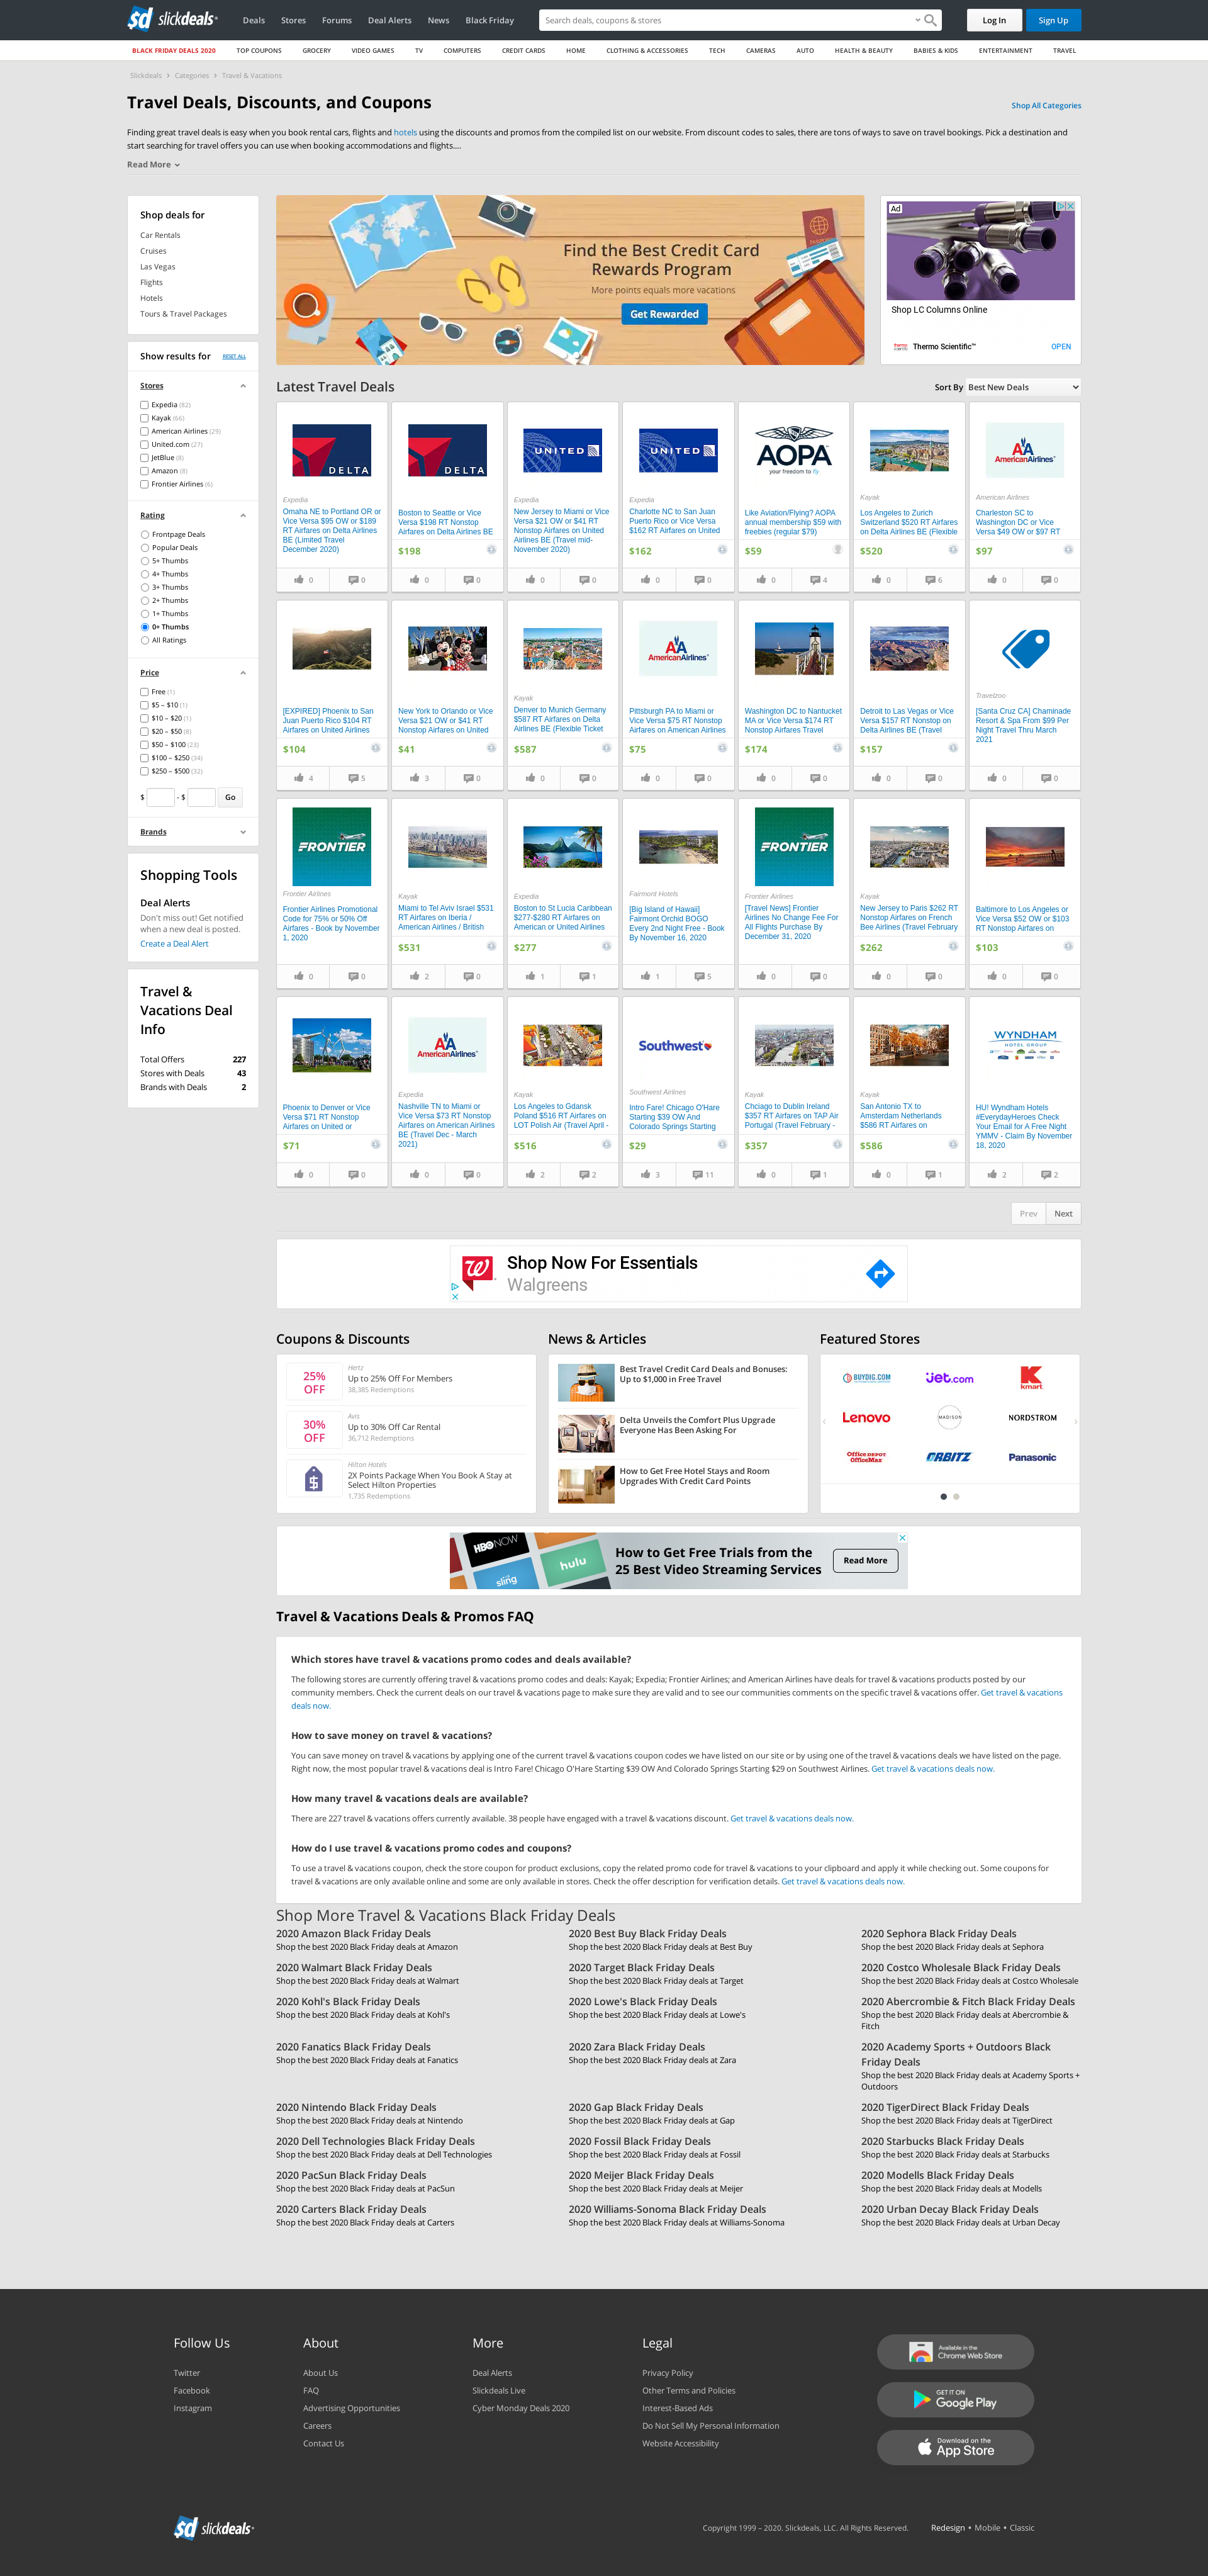 slickdeals
Deals
Stores
Forums
Deal Alerts
News
Black Friday
Search deals, coupons & stores
Log In
Sign Up
BLACK FRIDAY DEALS 2020
TOP COUPONS
GROCERY
VIDEO GAMES
TV
COMPUTERS
CREDIT CARDS
HOME
CLOTHING & ACCESSORIES
TECH
CAMERAS
AUTO
HEALTH & BEAUTY
BABIES & KIDS
ENTERTAINMENT
TRAVEL
Slickdeals › Categories › Travel & Vacations
Travel Deals, Discounts, and Coupons
Shop All Categories
Finding great travel deals is easy when you book rental cars, flights and hotels using the discounts and promos from the compiled list on our website. From discount codes to sales, there are tons of ways to save on travel bookings. Pick a destination and
start searching for travel offers you can use when booking accommodations and flights....
Read More
Shop deals for
Car Rentals
Cruises
Las Vegas
Flights
Hotels
Tours & Travel Packages
Show results for
RESET ALL
Stores
Expedia (82)
Kayak (66)
American Airlines (29)
United.com (27)
JetBlue (8)
Amazon (8)
Frontier Airlines (6)
Rating
Frontpage Deals
Popular Deals
5+ Thumbs
4+ Thumbs
3+ Thumbs
2+ Thumbs
1+ Thumbs
0+ Thumbs
All Ratings
Price
Free (1)
$5 – $10 (1)
$10 – $20 (1)
$20 – $50 (8)
$50 – $100 (23)
$100 – $250 (34)
$250 – $500 (32)
$ - $ Go
Brands
Shopping Tools
Deal Alerts
Don't miss out! Get notified
when a new deal is posted.
Create a Deal Alert
Travel &
Vacations Deal
Info
Total Offers 227
Stores with Deals 43
Brands with Deals 2
Find the Best Credit Card
Rewards Program
More points equals more vacations
Get Rewarded
Ad
Shop LC Columns Online
Thermo Scientific™
OPEN
Latest Travel Deals
Sort By Best New Deals
DELTA
Expedia
Omaha NE to Portland OR or
Vice Versa $95 OW or $189
RT Airfares on Delta Airlines
BE (Limited Travel
December 2020)
0 0
DELTA
Boston to Seattle or Vice
Versa $198 RT Nonstop
Airfares on Delta Airlines BE
$198
0 0
UNITED
Expedia
New Jersey to Miami or Vice
Versa $21 OW or $41 RT
Nonstop Airfares on United
Airlines BE (Travel mid-
November 2020)
0 0
UNITED
Expedia
Charlotte NC to San Juan
Puerto Rico or Vice Versa
$162 RT Airfares on United
$162
0 0
AOPA
your freedom to fly
Like Aviation/Flying? AOPA
annual membership $59 with
freebies (regular $79)
$59
0 4
Kayak
Los Angeles to Zurich
Switzerland $520 RT Airfares
on Delta Airlines BE (Flexible
$520
0 6
AmericanAirlines
American Airlines
Charleston SC to
Washington DC or Vice
Versa $49 OW or $97 RT
$97
0 0
[EXPIRED] Phoenix to San
Juan Puerto Rico $104 RT
Airfares on United Airlines
$104
4 5
New York to Orlando or Vice
Versa $21 OW or $41 RT
Nonstop Airfares on United
$41
3 0
Kayak
Denver to Munich Germany
$587 RT Airfares on Delta
Airlines BE (Flexible Ticket
$587
0 0
AmericanAirlines
Pittsburgh PA to Miami or
Vice Versa $75 RT Nonstop
Airfares on American Airlines
$75
0 0
Washington DC to Nantucket
MA or Vice Versa $174 RT
Nonstop Airfares Travel
$174
0 0
Detroit to Las Vegas or Vice
Versa $157 RT Nonstop on
Delta Airlines BE (Travel
$157
0 0
Travelzoo
[Santa Cruz CA] Chaminade
Resort & Spa From $99 Per
Night Travel Thru March
2021
0 0
FRONTIER
Frontier Airlines
Frontier Airlines Promotional
Code for 75% or 50% Off
Airfares - Book by November
1, 2020
0 0
Kayak
Miami to Tel Aviv Israel $531
RT Airfares on Iberia /
American Airlines / British
$531
2 0
Expedia
Boston to St Lucia Caribbean
$277-$280 RT Airfares on
American or United Airlines
$277
1 1
Fairmont Hotels
[Big Island of Hawaii]
Fairmont Orchid BOGO
Every 2nd Night Free - Book
By November 16, 2020
1 5
FRONTIER
Frontier Airlines
[Travel News] Frontier
Airlines No Change Fee For
All Flights Purchase By
December 31, 2020
0 0
Kayak
New Jersey to Paris $262 RT
Nonstop Airfares on French
Bee Airlines (Travel February
$262
0 0
Baltimore to Los Angeles or
Vice Versa $52 OW or $103
RT Nonstop Airfares on
$103
0 0
Phoenix to Denver or Vice
Versa $71 RT Nonstop
Airfares on United or
$71
0 0
AmericanAirlines
Expedia
Nashville TN to Miami or
Vice Versa $73 RT Nonstop
Airfares on American Airlines
BE (Travel Dec - March
2021)
0 0
Kayak
Los Angeles to Gdansk
Poland $516 RT Airfares on
LOT Polish Air (Travel April -
$516
2 2
Southwest
Southwest Airlines
Intro Fare! Chicago O'Hare
Starting $39 OW And
Colorado Springs Starting
$29
3 11
Kayak
Chciago to Dublin Ireland
$357 RT Airfares on TAP Air
Portugal (Travel February -
$357
0 1
Kayak
San Antonio TX to
Amsterdam Netherlands
$586 RT Airfares on
$586
0 1
WYNDHAM
HOTEL GROUP
HU! Wyndham Hotels
#EverydayHeroes Check
Your Email for A Free Night
YMMV - Claim By November
18, 2020
2 2
Prev
Next
Shop Now For Essentials
Walgreens
Coupons & Discounts
25%
OFF
Hertz
Up to 25% Off For Members
38,385 Redemptions
30%
OFF
Avis
Up to 30% Off Car Rental
36,712 Redemptions
Hilton Hotels
2X Points Package When You Book A Stay at
Select Hilton Properties
1,735 Redemptions
News & Articles
Best Travel Credit Card Deals and Bonuses:
Up to $1,000 in Free Travel
Delta Unveils the Comfort Plus Upgrade
Everyone Has Been Asking For
How to Get Free Hotel Stays and Room
Upgrades With Credit Card Points
Featured Stores
BUYDIG.COM
jet.com
kmart
Lenovo
MADISON
NORDSTROM
Office DEPOT
OfficeMax
ORBITZ
Panasonic
HBO NOW
hulu
sling
How to Get Free Trials from the
25 Best Video Streaming Services
Read More
Travel & Vacations Deals & Promos FAQ
Which stores have travel & vacations promo codes and deals available?
The following stores are currently offering travel & vacations promo codes and deals: Kayak; Expedia; Frontier Airlines; and American Airlines have deals for travel & vacations products posted by our
community members. Check the current deals on our travel & vacations page to make sure they are valid and to see our communities comments on the specific travel & vacations offer. Get travel & vacations
deals now.
How to save money on travel & vacations?
You can save money on travel & vacations by applying one of the current travel & vacations coupon codes we have listed on our site or by using one of the travel & vacations deals we have listed on the page.
Right now, the most popular travel & vacations deal is Intro Fare! Chicago O'Hare Starting $39 OW And Colorado Springs Starting $29 on Southwest Airlines. Get travel & vacations deals now.
How many travel & vacations deals are available?
There are 227 travel & vacations offers currently available. 38 people have engaged with a travel & vacations discount. Get travel & vacations deals now.
How do I use travel & vacations promo codes and coupons?
To use a travel & vacations coupon, check the store coupon for product exclusions, copy the related promo code for travel & vacations to your clipboard and apply it while checking out. Some coupons for
travel & vacations are only available online and some are only available in stores. Check the offer description for verification details. Get travel & vacations deals now.
Shop More Travel & Vacations Black Friday Deals
2020 Amazon Black Friday Deals
Shop the best 2020 Black Friday deals at Amazon
2020 Best Buy Black Friday Deals
Shop the best 2020 Black Friday deals at Best Buy
2020 Sephora Black Friday Deals
Shop the best 2020 Black Friday deals at Sephora
2020 Walmart Black Friday Deals
Shop the best 2020 Black Friday deals at Walmart
2020 Target Black Friday Deals
Shop the best 2020 Black Friday deals at Target
2020 Costco Wholesale Black Friday Deals
Shop the best 2020 Black Friday deals at Costco Wholesale
2020 Kohl's Black Friday Deals
Shop the best 2020 Black Friday deals at Kohl's
2020 Lowe's Black Friday Deals
Shop the best 2020 Black Friday deals at Lowe's
2020 Abercrombie & Fitch Black Friday Deals
Shop the best 2020 Black Friday deals at Abercrombie &
Fitch
2020 Fanatics Black Friday Deals
Shop the best 2020 Black Friday deals at Fanatics
2020 Zara Black Friday Deals
Shop the best 2020 Black Friday deals at Zara
2020 Academy Sports + Outdoors Black
Friday Deals
Shop the best 2020 Black Friday deals at Academy Sports +
Outdoors
2020 Nintendo Black Friday Deals
Shop the best 2020 Black Friday deals at Nintendo
2020 Gap Black Friday Deals
Shop the best 2020 Black Friday deals at Gap
2020 TigerDirect Black Friday Deals
Shop the best 2020 Black Friday deals at TigerDirect
2020 Dell Technologies Black Friday Deals
Shop the best 2020 Black Friday deals at Dell Technologies
2020 Fossil Black Friday Deals
Shop the best 2020 Black Friday deals at Fossil
2020 Starbucks Black Friday Deals
Shop the best 2020 Black Friday deals at Starbucks
2020 PacSun Black Friday Deals
Shop the best 2020 Black Friday deals at PacSun
2020 Meijer Black Friday Deals
Shop the best 2020 Black Friday deals at Meijer
2020 Modells Black Friday Deals
Shop the best 2020 Black Friday deals at Modells
2020 Carters Black Friday Deals
Shop the best 2020 Black Friday deals at Carters
2020 Williams-Sonoma Black Friday Deals
Shop the best 2020 Black Friday deals at Williams-Sonoma
2020 Urban Decay Black Friday Deals
Shop the best 2020 Black Friday deals at Urban Decay
Follow Us
Twitter
Facebook
Instagram
About
About Us
FAQ
Advertising Opportunities
Careers
Contact Us
More
Deal Alerts
Slickdeals Live
Cyber Monday Deals 2020
Legal
Privacy Policy
Other Terms and Policies
Interest-Based Ads
Do Not Sell My Personal Information
Website Accessibility
Available in the
Chrome Web Store
GET IT ON
Google Play
Download on the
App Store
slickdeals
Copyright 1999 – 2020. Slickdeals, LLC. All Rights Reserved.
Redesign • Mobile • Classic